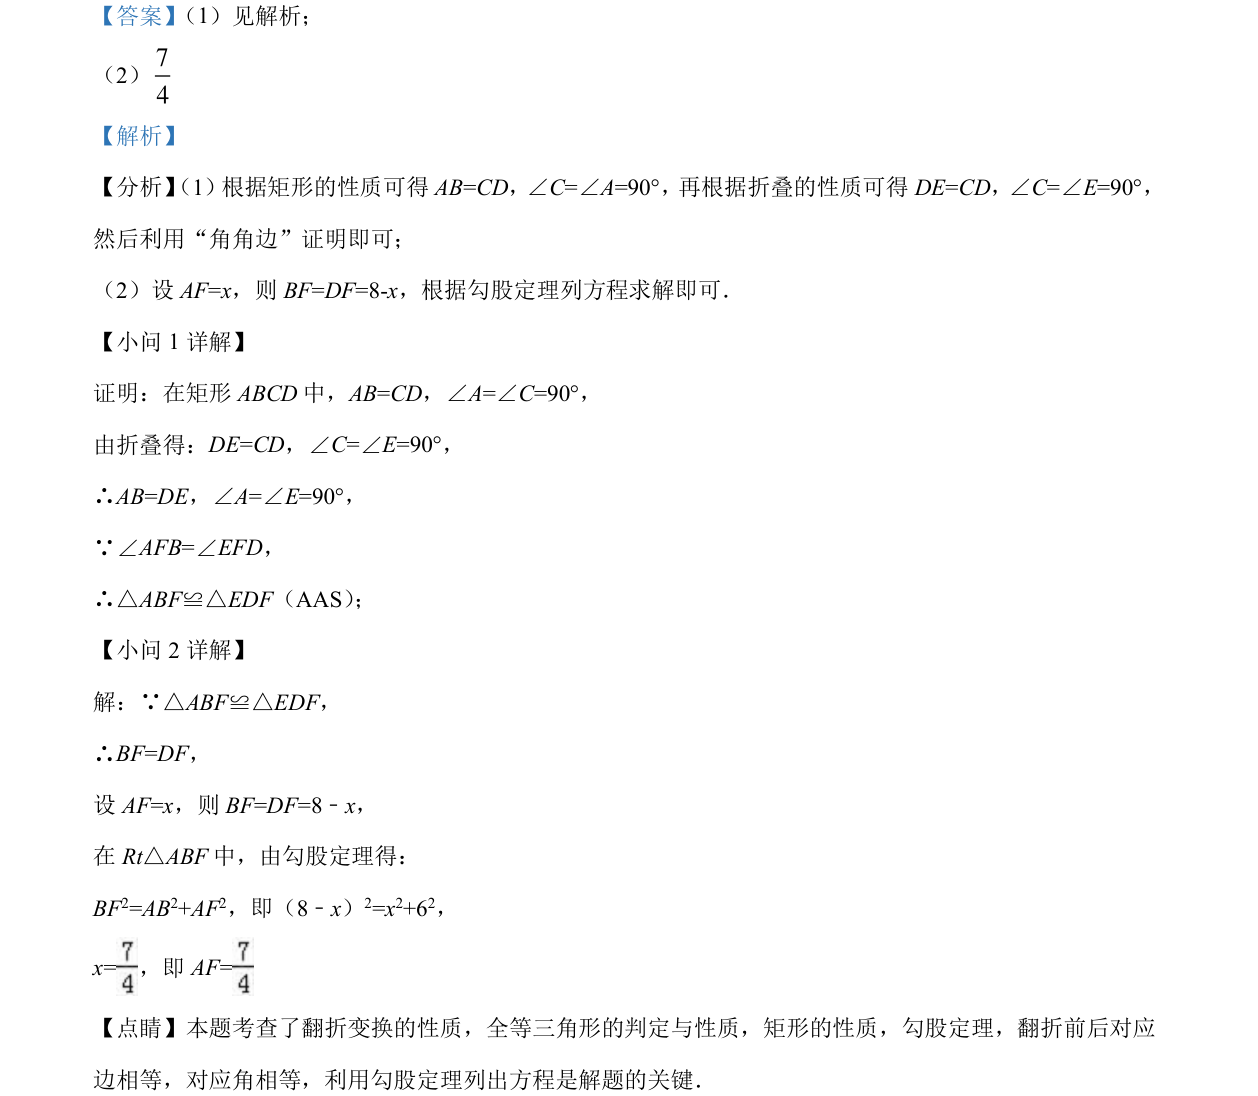 【答案】（1）见解析；
（2）7/4
【解析】
【分析】（1）根据矩形的性质可得 AB=CD，∠C=∠A=90°，再根据折叠的性质可得 DE=CD，∠C=∠E=90°，
然后利用“角角边”证明即可；
（2）设 AF=x，则 BF=DF=8-x，根据勾股定理列方程求解即可．
【小问 1 详解】
证明：在矩形 ABCD 中，AB=CD，∠A=∠C=90°，
由折叠得：DE=CD，∠C=∠E=90°，
∴AB=DE，∠A=∠E=90°，
∵∠AFB=∠EFD，
∴△ABF≌△EDF（AAS）；
【小问 2 详解】
解：∵△ABF≌△EDF，
∴BF=DF，
设 AF=x，则 BF=DF=8﹣x，
在 Rt△ABF 中，由勾股定理得：
BF²=AB²+AF²，即（8﹣x）²=x²+6²，
x=7/4，即 AF=7/4
【点睛】本题考查了翻折变换的性质，全等三角形的判定与性质，矩形的性质，勾股定理，翻折前后对应
边相等，对应角相等，利用勾股定理列出方程是解题的关键．